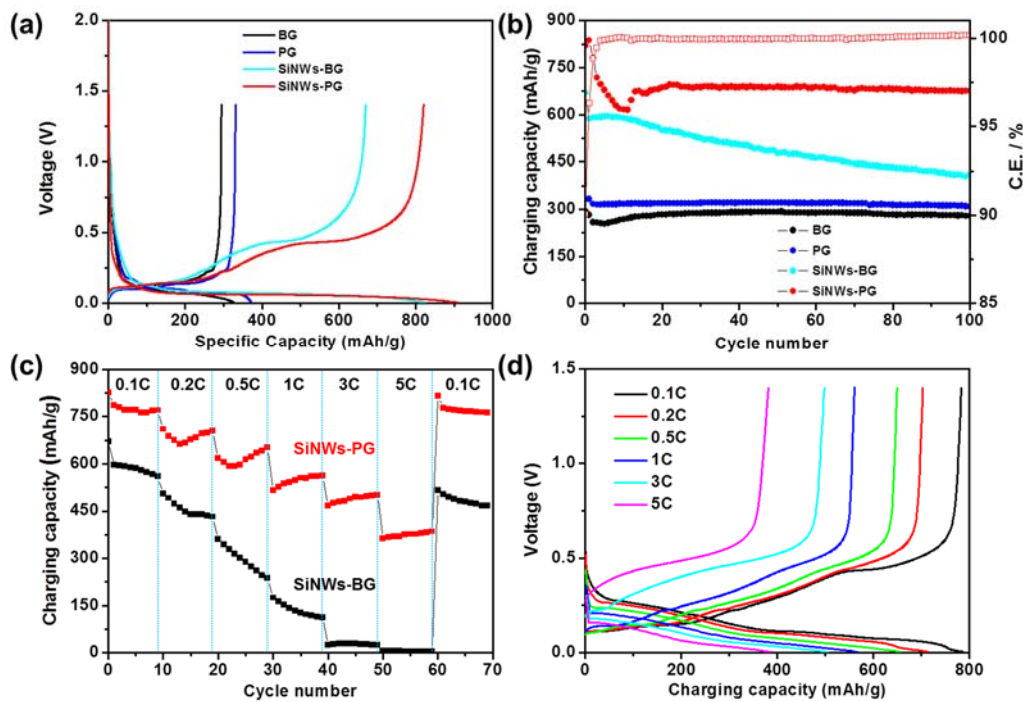 (a)
2.0
1.5
1.0
0.5
0.0
Voltage (V)
BG
PG
SiNWs-BG
SiNWs-PG
0 200 400 600 800 1000
Specific Capacity (mAh/g)
(b)
900
750
600
450
300
150
0
Charging capacity (mAh/g)
BG
PG
SiNWs-BG
SiNWs-PG
100
95
90
85
C.E. / %
0 20 40 60 80 100
Cycle number
(c)
900
750
600
450
300
150
0
Charging capacity (mAh/g)
0.1C 0.2C 0.5C 1C 3C 5C 0.1C
SiNWs-PG
SiNWs-BG
0 10 20 30 40 50 60 70
Cycle number
(d)
1.5
1.0
0.5
0.0
Voltage (V)
0.1C
0.2C
0.5C
1C
3C
5C
0 200 400 600 800
Charging capacity (mAh/g)